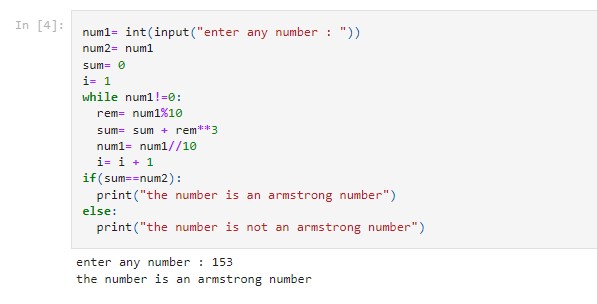 In [4]:
num1= int(input("enter any number : "))
num2= num1
sum= 0
i= 1
while num1!=0:
  rem= num1%10
  sum= sum + rem**3
  num1= num1//10
  i= i + 1
if(sum==num2):
  print("the number is an armstrong number")
else:
  print("the number is not an armstrong number")
enter any number : 153
the number is an armstrong number